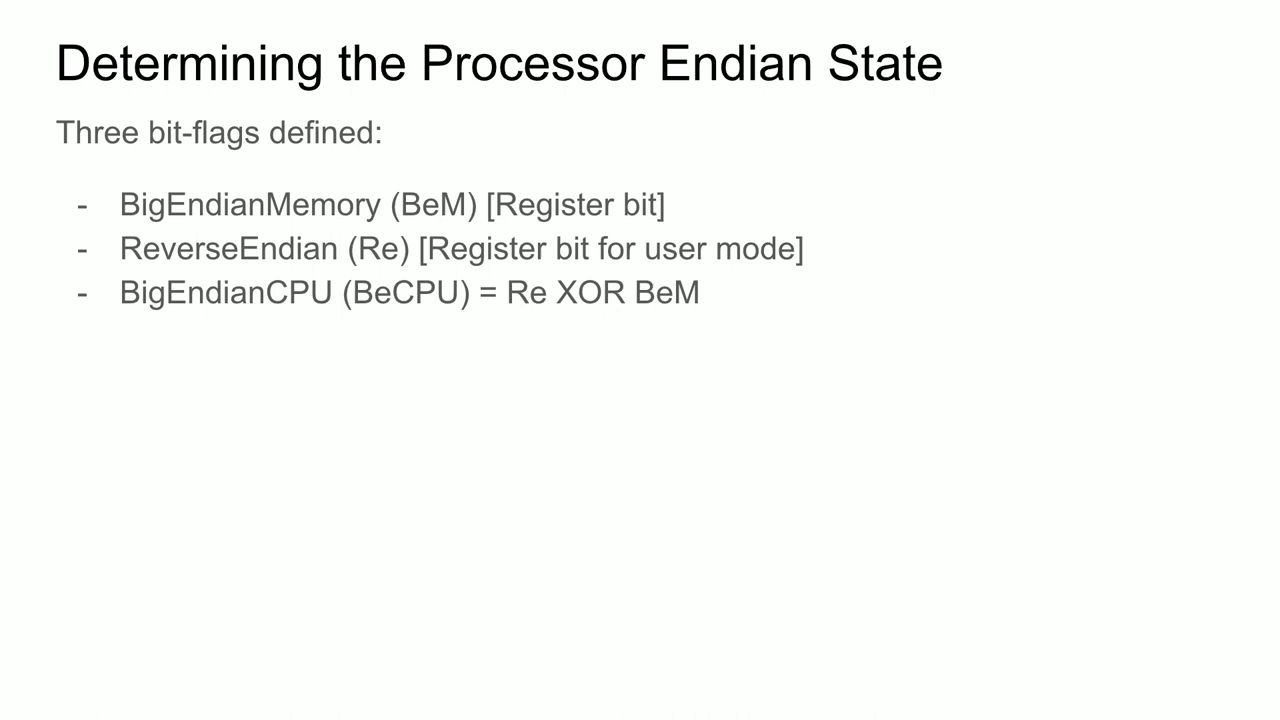 Determining the Processor Endian State
Three bit-flags defined:
- BigEndianMemory (BeM) [Register bit]
- ReverseEndian (Re) [Register bit for user mode]
- BigEndianCPU (BeCPU) = Re XOR BeM